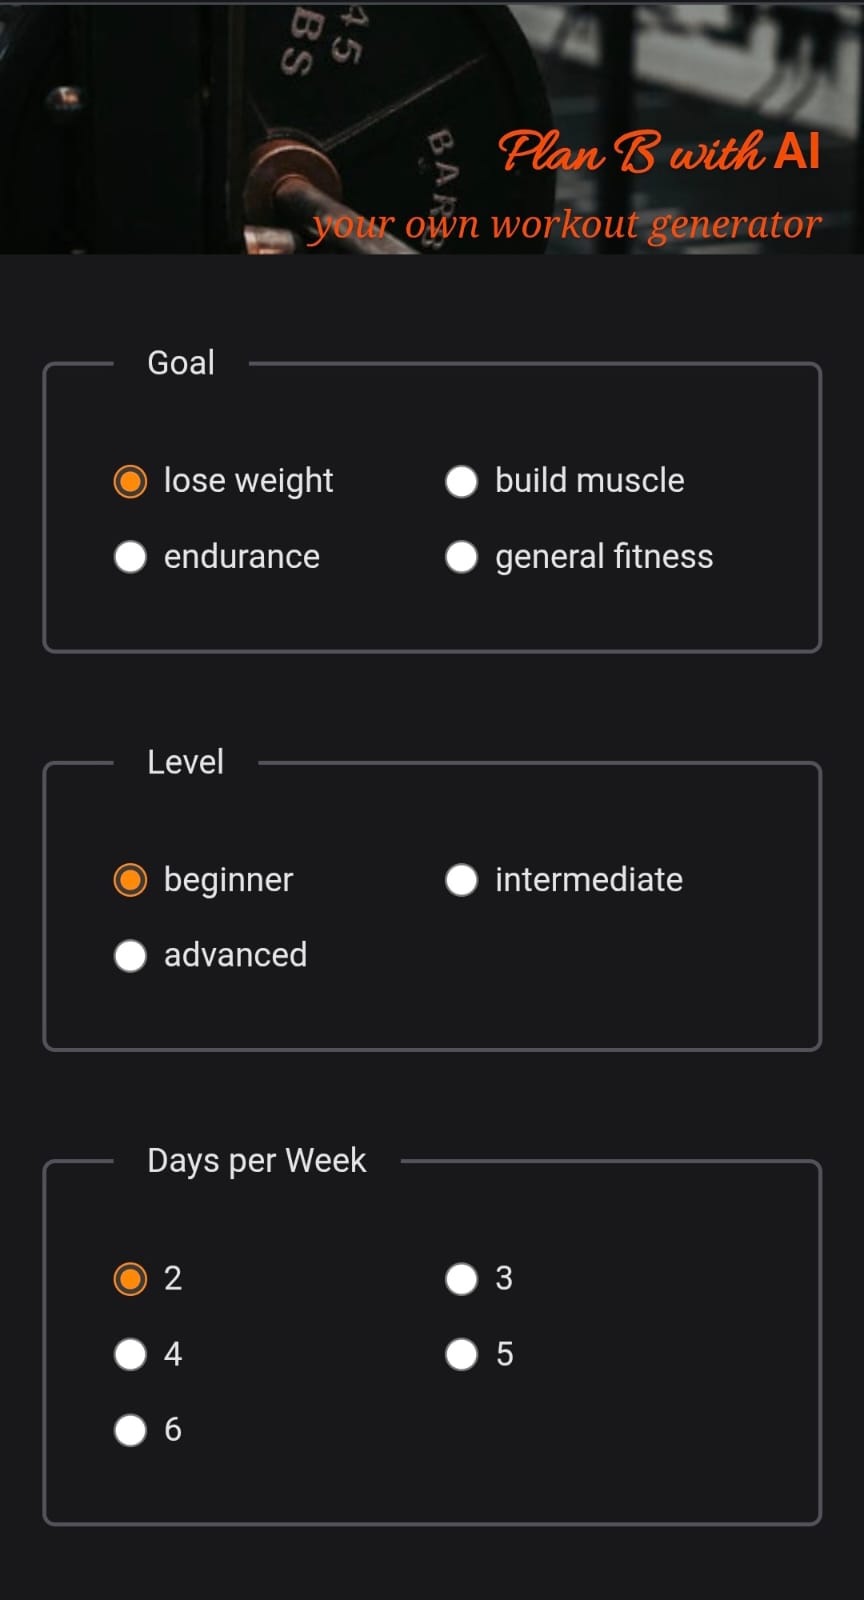 45
BS
BARB
Plan B with AI
your own workout generator
Goal
lose weight
build muscle
endurance
general fitness
Level
beginner
intermediate
advanced
Days per Week
2
3
4
5
6